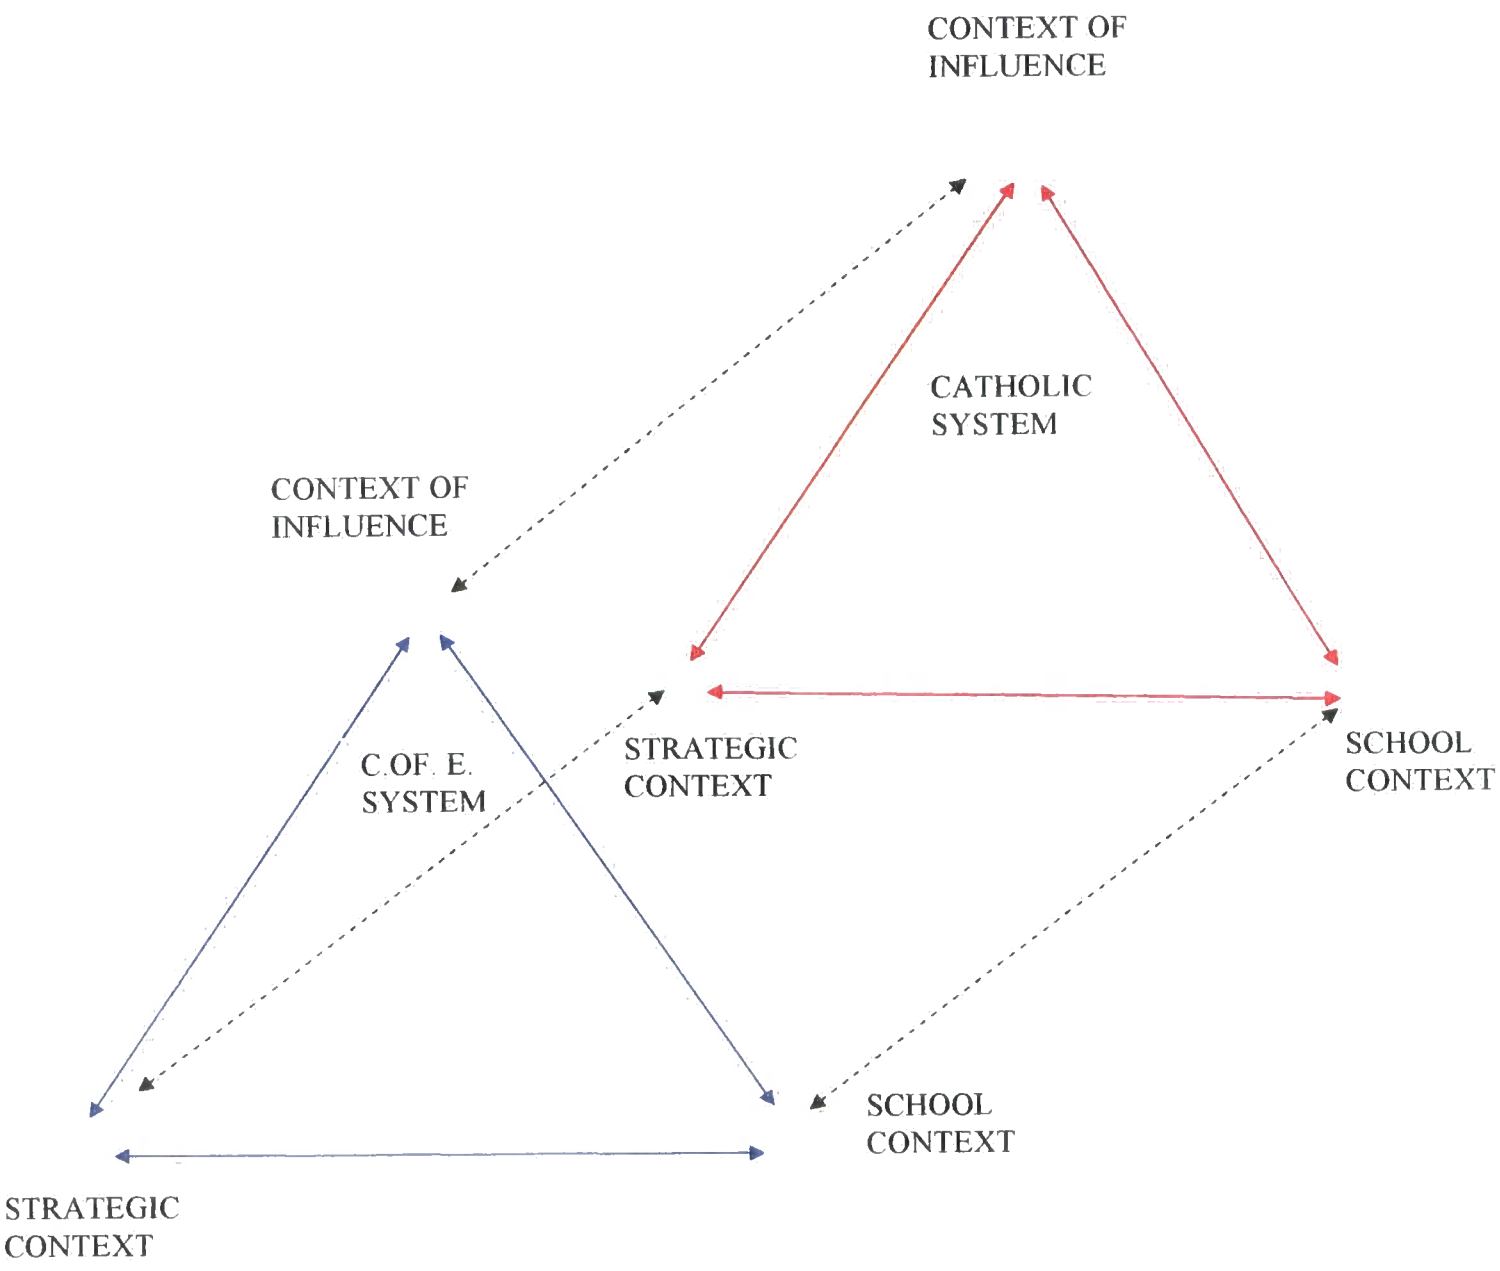 CONTEXT OF
INFLUENCE
CATHOLIC
SYSTEM
CONTEXT OF
INFLUENCE
STRATEGIC
CONTEXT
SCHOOL
CONTEXT
C.OF. E.
SYSTEM
SCHOOL
CONTEXT
STRATEGIC
CONTEXT